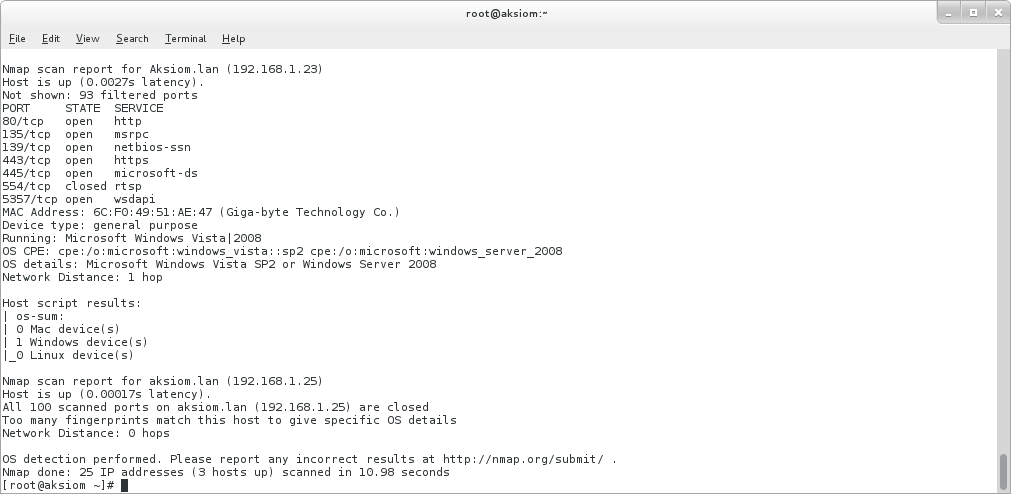 root@aksiom:~
File Edit View Search Terminal Help
Nmap scan report for Aksiom.lan (192.168.1.23)
Host is up (0.0027s latency).
Not shown: 93 filtered ports
PORT     STATE  SERVICE
80/tcp   open   http
135/tcp  open   msrpc
139/tcp  open   netbios-ssn
443/tcp  open   https
445/tcp  open   microsoft-ds
554/tcp  closed rtsp
5357/tcp open   wsdapi
MAC Address: 6C:F0:49:51:AE:47 (Giga-byte Technology Co.)
Device type: general purpose
Running: Microsoft Windows Vista|2008
OS CPE: cpe:/o:microsoft:windows_vista::sp2 cpe:/o:microsoft:windows_server_2008
OS details: Microsoft Windows Vista SP2 or Windows Server 2008
Network Distance: 1 hop
Host script results:
| os-sum:
| 0 Mac device(s)
| 1 Windows device(s)
|_0 Linux device(s)
Nmap scan report for aksiom.lan (192.168.1.25)
Host is up (0.00017s latency).
All 100 scanned ports on aksiom.lan (192.168.1.25) are closed
Too many fingerprints match this host to give specific OS details
Network Distance: 0 hops
OS detection performed. Please report any incorrect results at http://nmap.org/submit/ .
Nmap done: 25 IP addresses (3 hosts up) scanned in 10.98 seconds
[root@aksiom ~]#